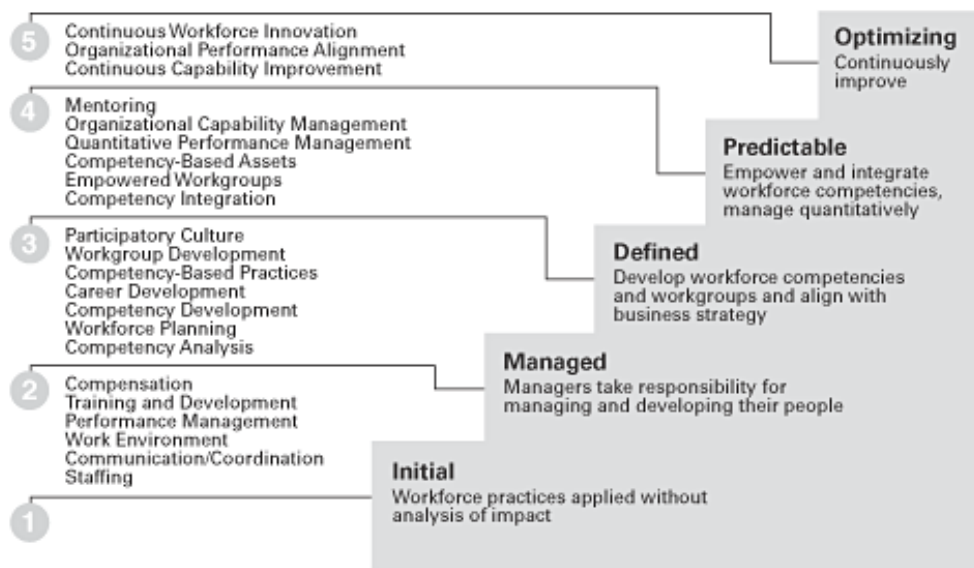 5
Continuous Workforce Innovation
Organizational Performance Alignment
Continuous Capability Improvement
Optimizing
Continuously
improve
4
Mentoring
Organizational Capability Management
Quantitative Performance Management
Competency-Based Assets
Empowered Workgroups
Competency Integration
Predictable
Empower and integrate
workforce competencies,
manage quantitatively
3
Participatory Culture
Workgroup Development
Competency-Based Practices
Career Development
Competency Development
Workforce Planning
Competency Analysis
Defined
Develop workforce competencies
and workgroups and align with
business strategy
2
Compensation
Training and Development
Performance Management
Work Environment
Communication/Coordination
Staffing
Managed
Managers take responsibility for
managing and developing their people
1
Initial
Workforce practices applied without
analysis of impact